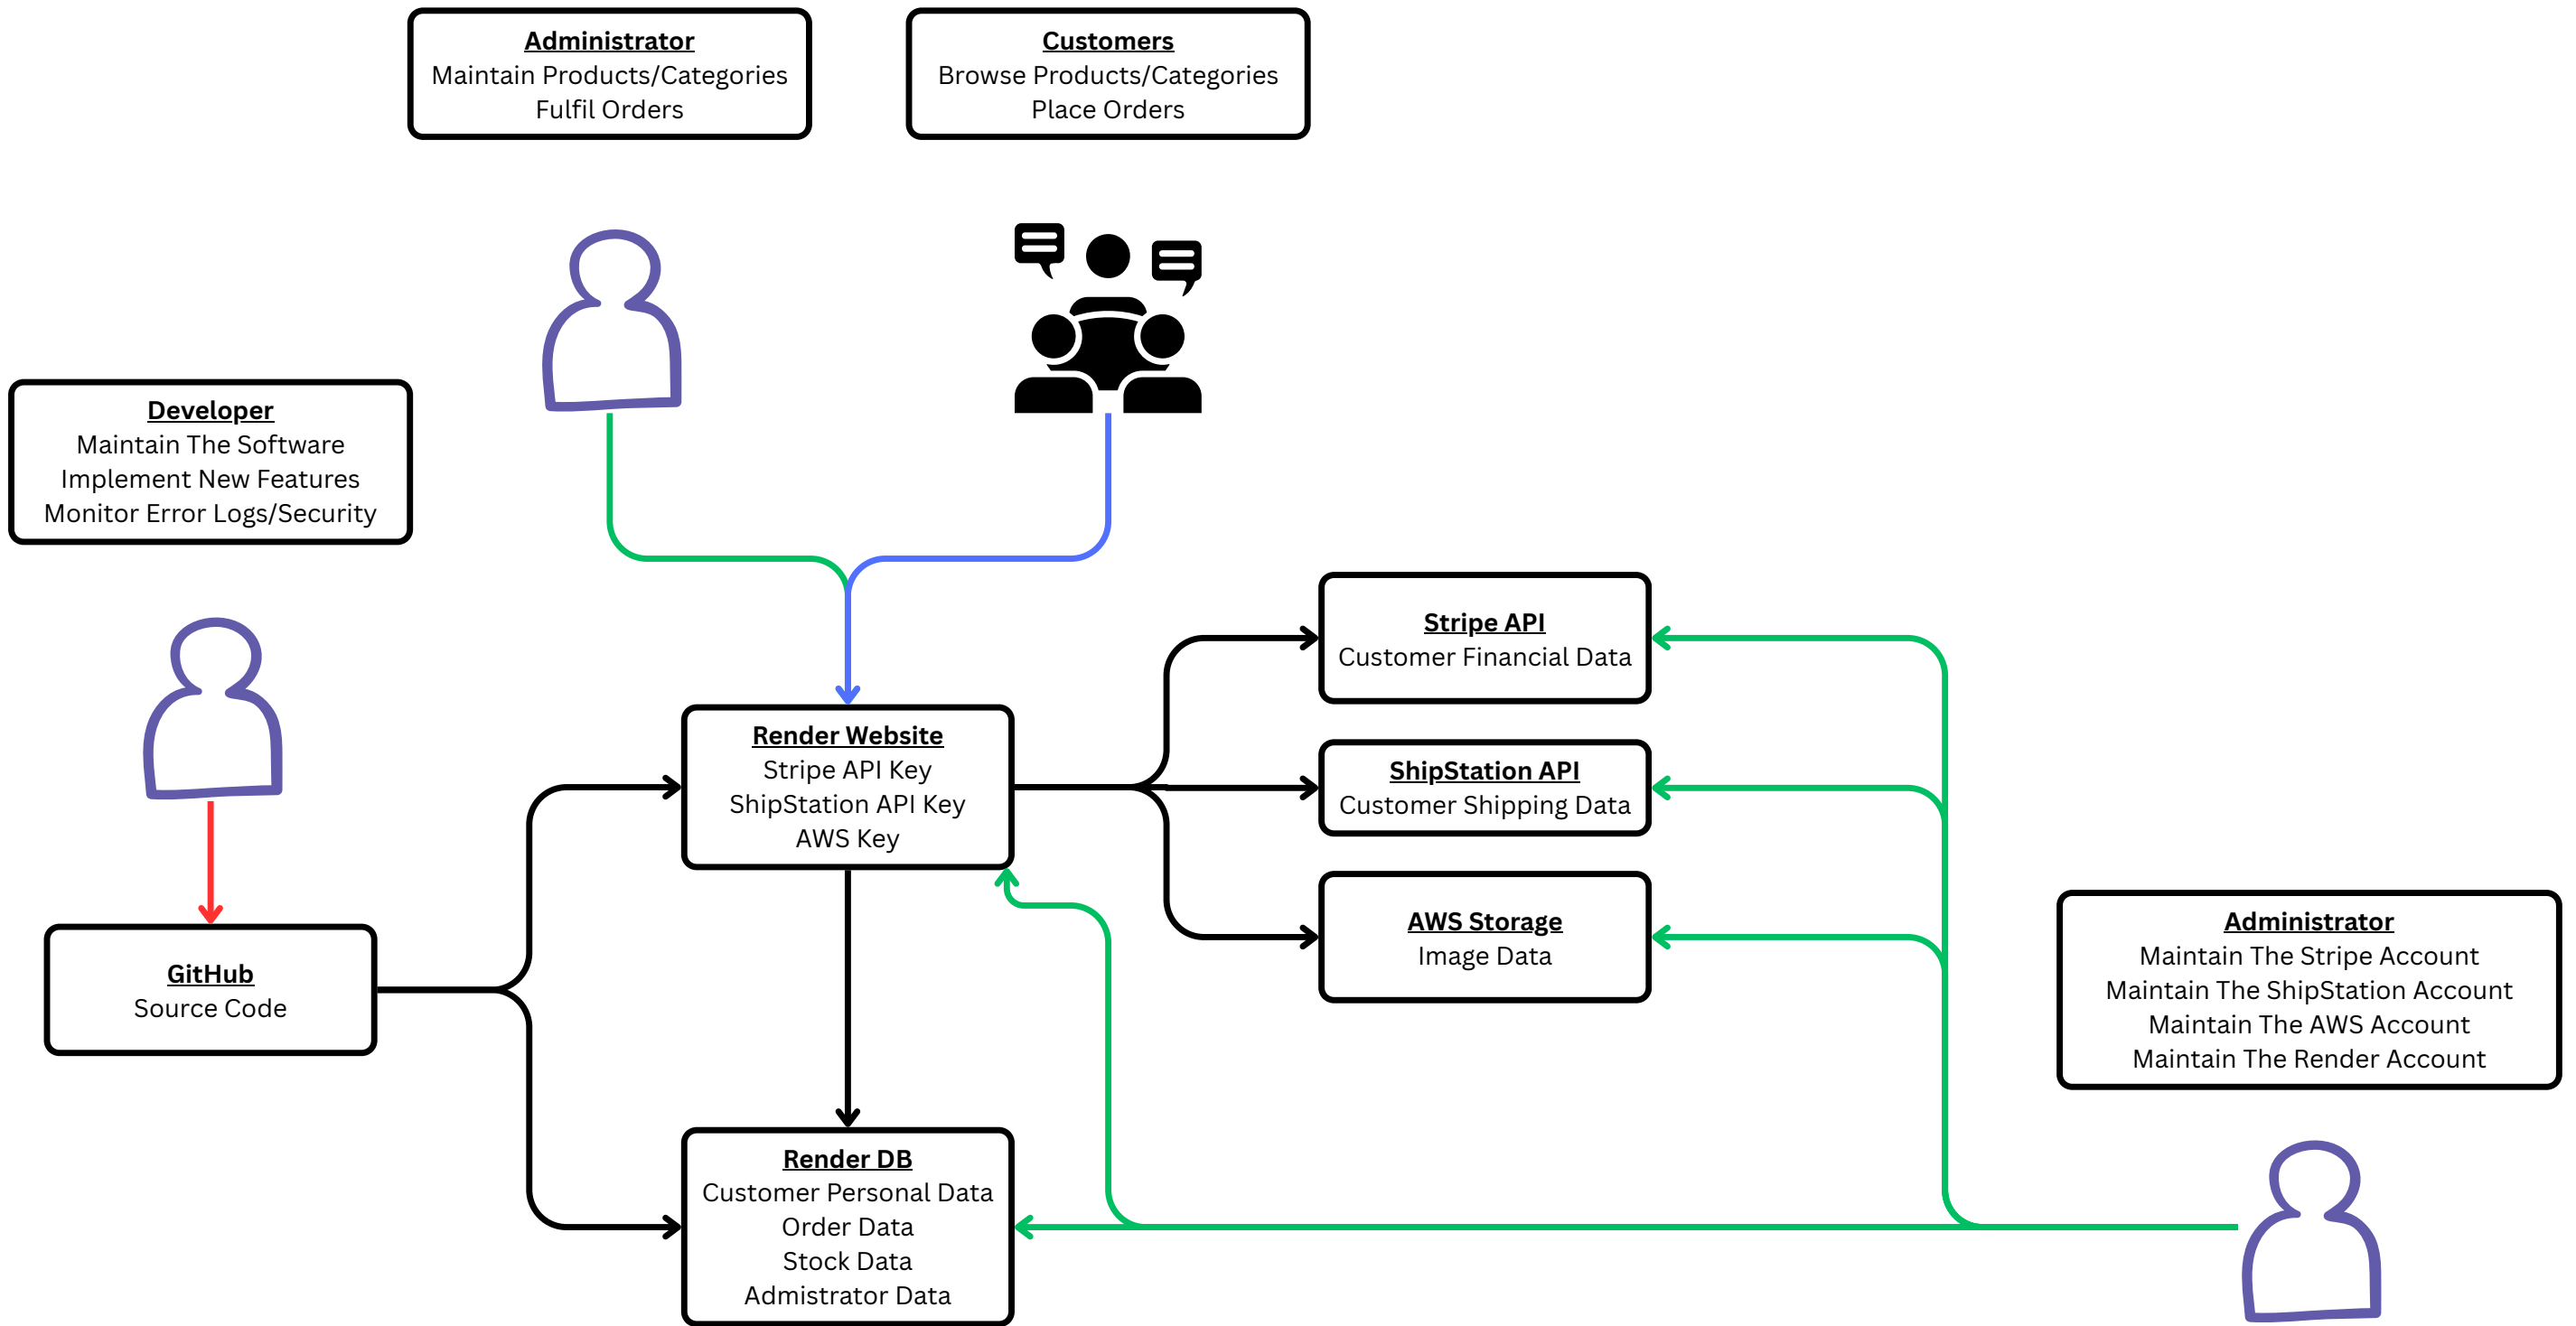 Administrator
Maintain Products/Categories
Fulfil Orders
Customers
Browse Products/Categories
Place Orders
Developer
Maintain The Software
Implement New Features
Monitor Error Logs/Security
Stripe API
Customer Financial Data
Render Website
Stripe API Key
ShipStation API Key
AWS Key
ShipStation API
Customer Shipping Data
AWS Storage
Image Data
Administrator
Maintain The Stripe Account
Maintain The ShipStation Account
Maintain The AWS Account
Maintain The Render Account
GitHub
Source Code
Render DB
Customer Personal Data
Order Data
Stock Data
Admistrator Data